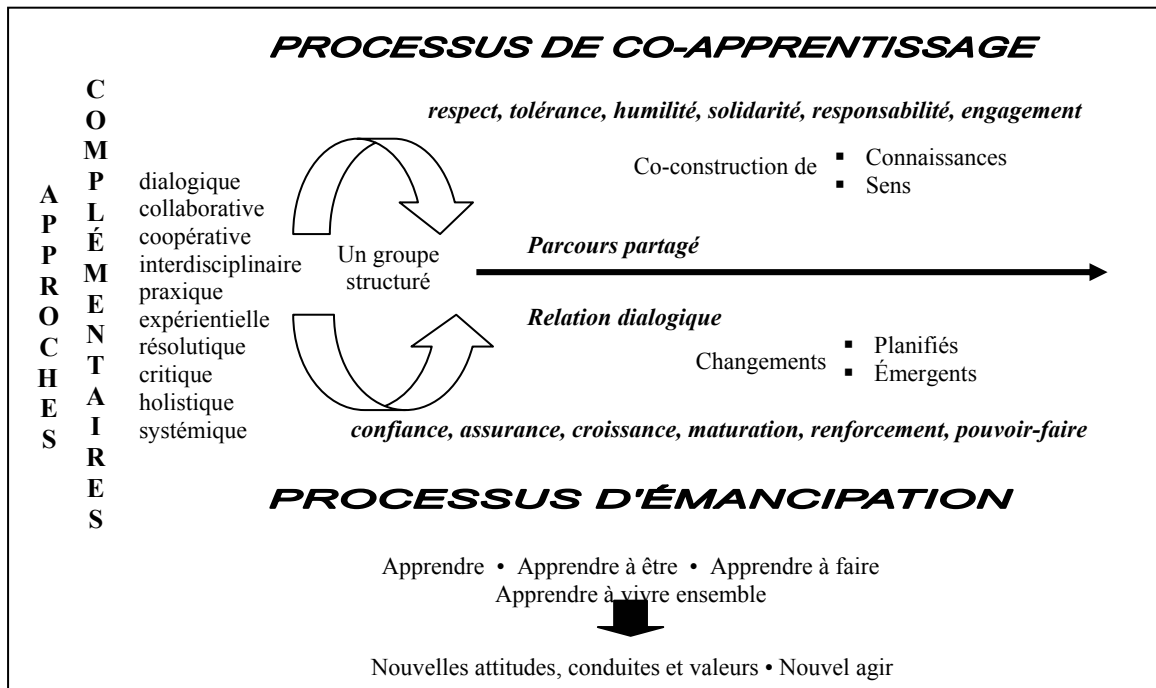 PROCESSUS DE CO-APPRENTISSAGE
APPROCHES
COMPLÉMENTAIRES
dialogique
collaborative
coopérative
interdisciplinaire
praxique
expérientielle
résolutique
critique
holistique
systémique
Un groupe
structuré
respect, tolérance, humilité, solidarité, responsabilité, engagement
Co-construction de
▪ Connaissances
▪ Sens
Parcours partagé
Relation dialogique
Changements
▪ Planifiés
▪ Émergents
confiance, assurance, croissance, maturation, renforcement, pouvoir-faire
PROCESSUS D'ÉMANCIPATION
Apprendre • Apprendre à être • Apprendre à faire
Apprendre à vivre ensemble
Nouvelles attitudes, conduites et valeurs • Nouvel agir